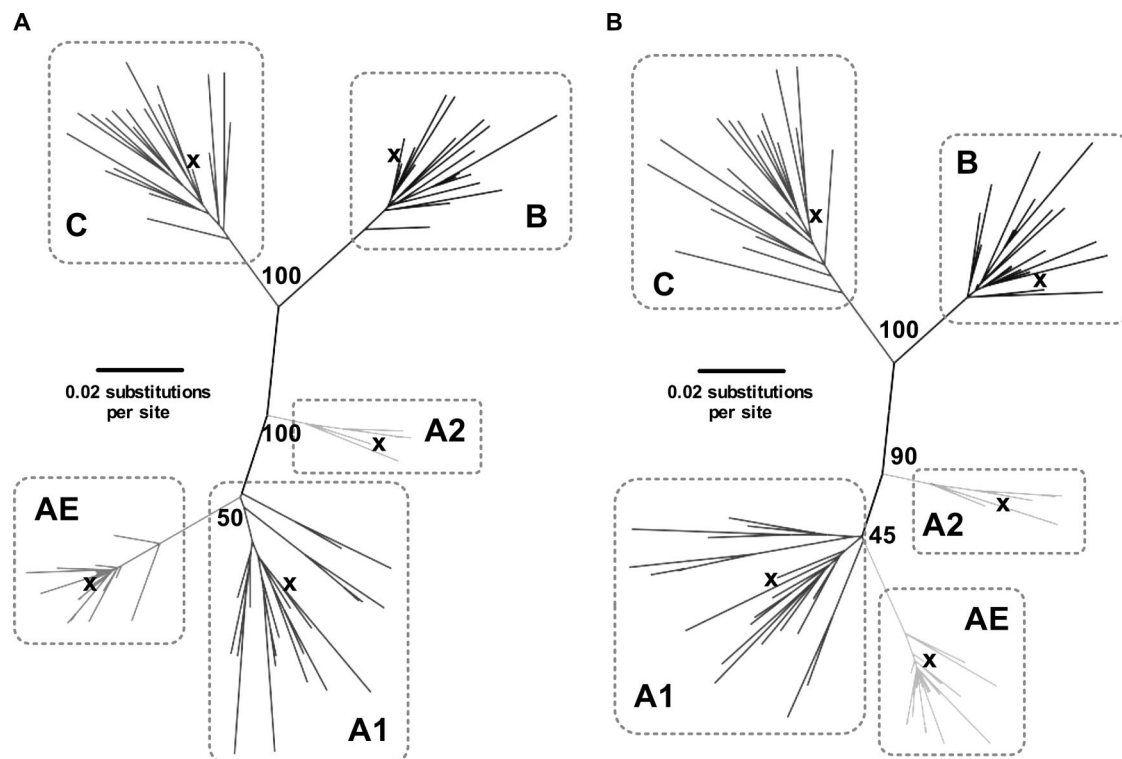 A
C
x
x
B
100
0.02 substitutions
per site
100
x
A2
AE
50
x
x
A1
B
B
C
x
x
100
0.02 substitutions
per site
90
A2
x
45
A1
x
AE
x